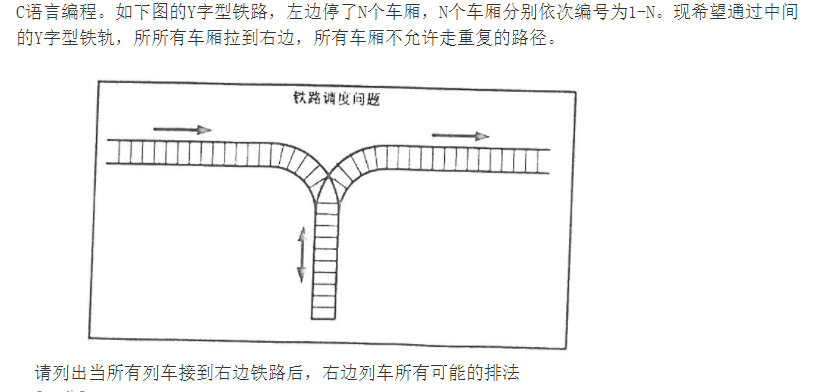 C语言编程。如下图的Y字型铁路，左边停了N个车厢，N个车厢分别依次编号为1-N。现希望通过中间
的Y字型铁轨，所所有车厢拉到右边，所有车厢不允许走重复的路径。
铁路调度问题
请列出当所有列车接到右边铁路后，右边列车所有可能的排法